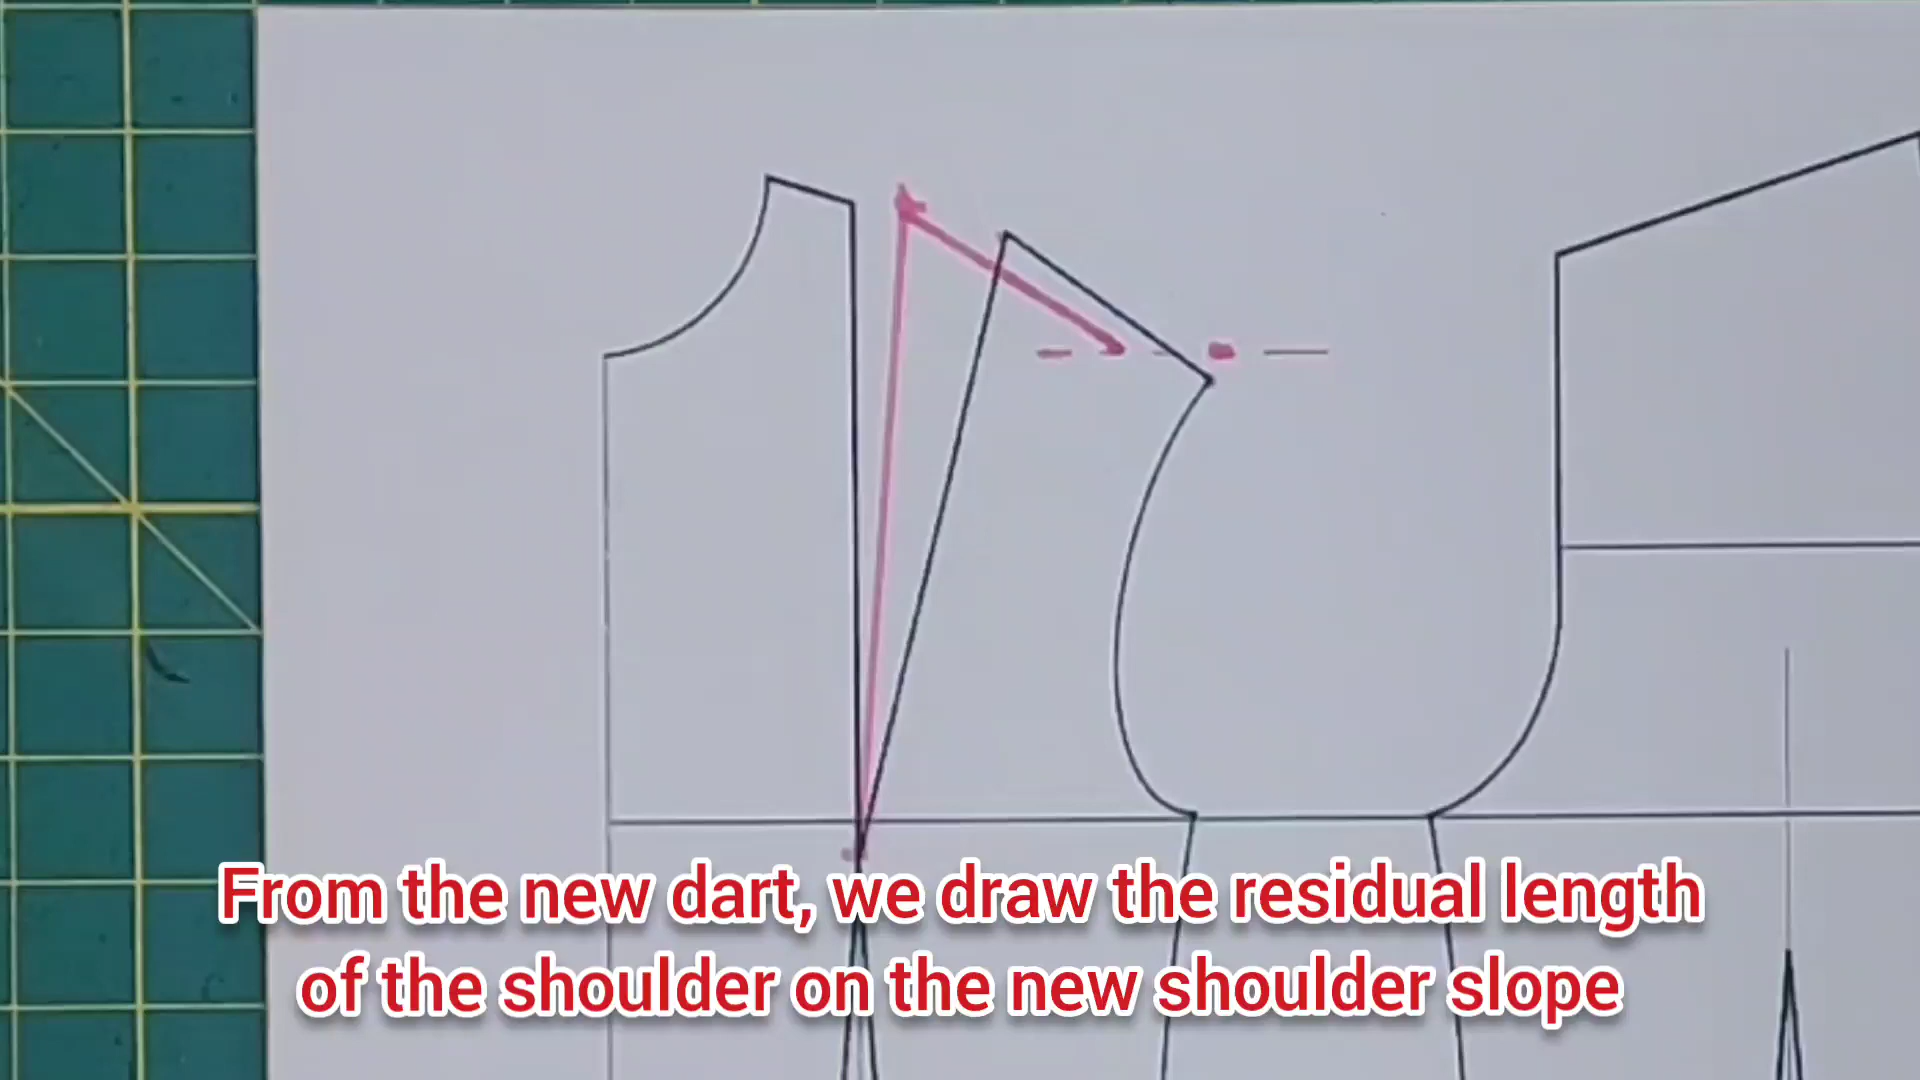 From the new dart, we draw the residual length
of the shoulder on the new shoulder slope